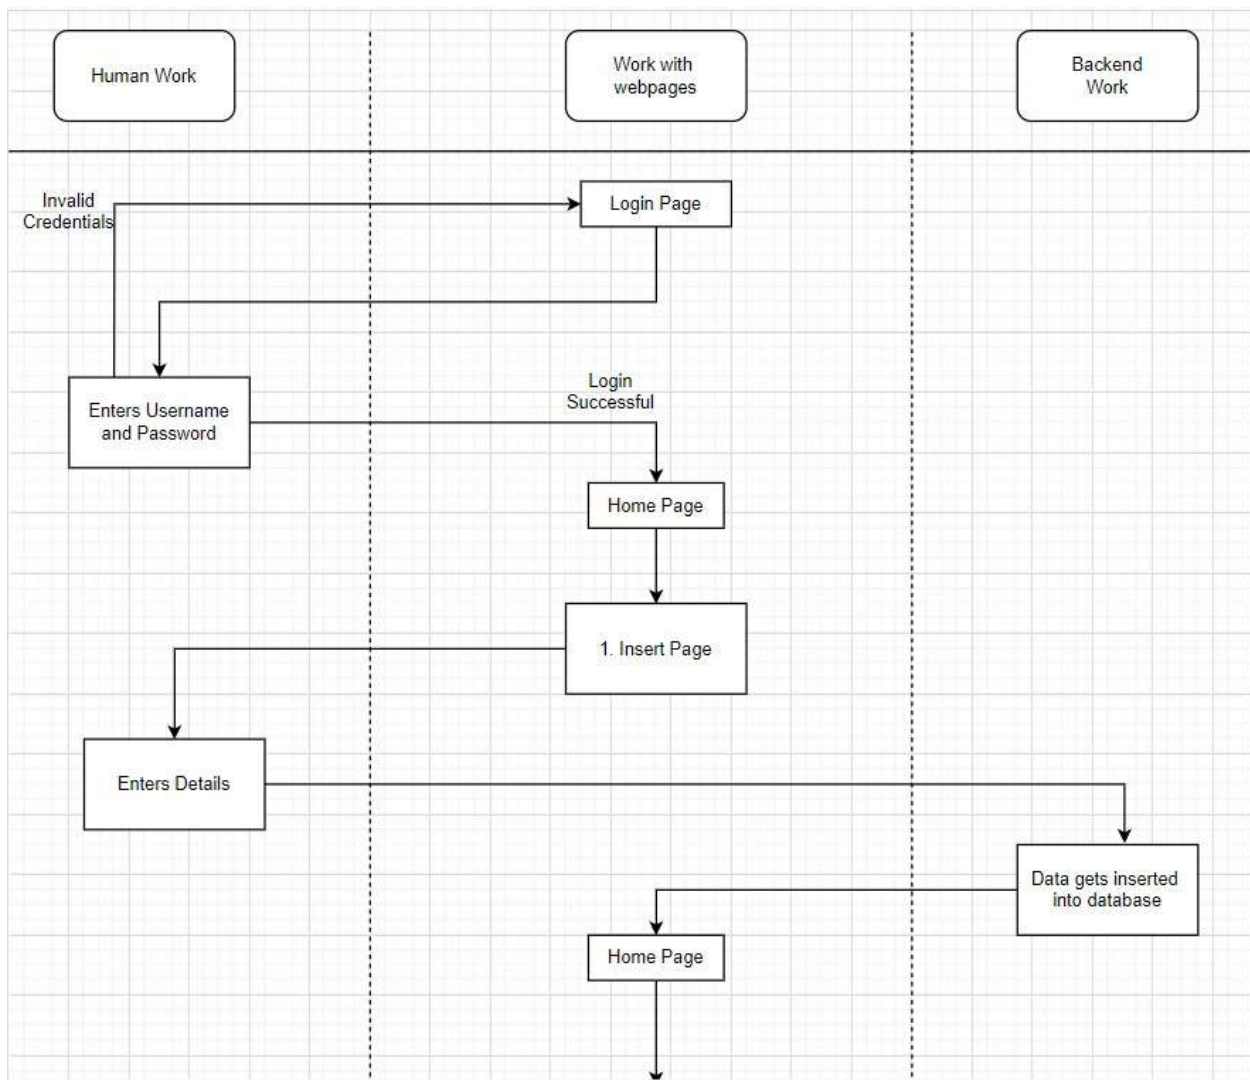 Human Work
Work with
webpages
Backend
Work
Invalid
Credentials
Login Page
Enters Username
and Password
Login
Successful
Home Page
1. Insert Page
Enters Details
Data gets inserted
into database
Home Page